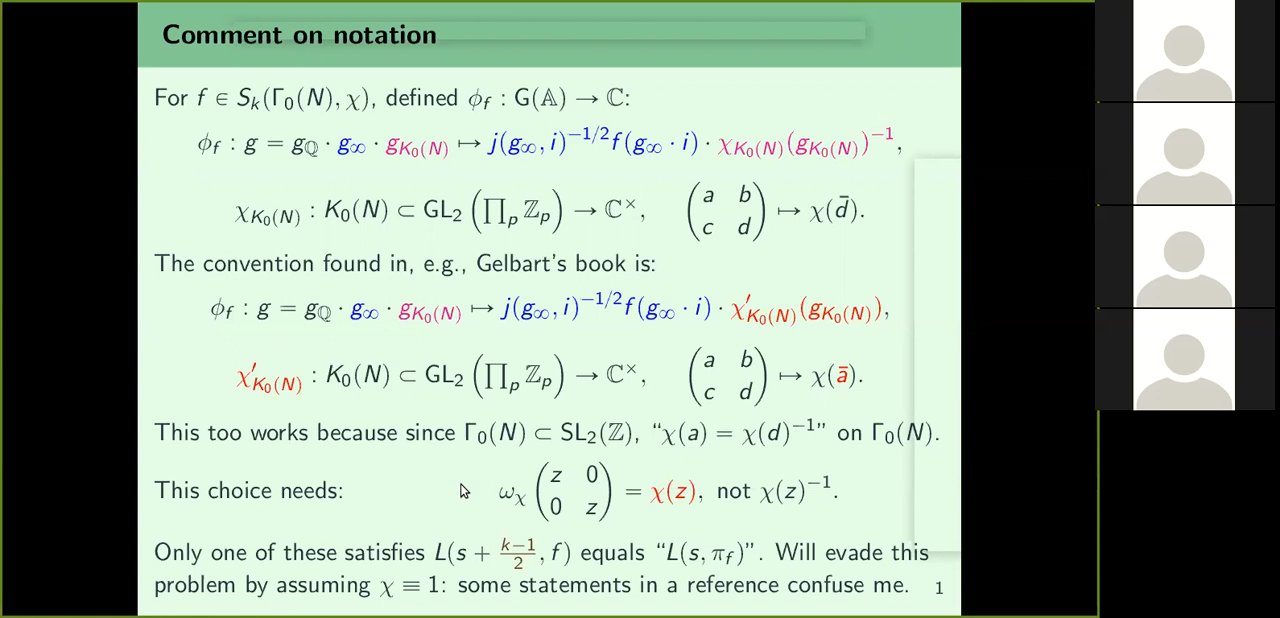 Comment on notation
For f ∈ S_k(Γ_0(N), χ), defined ϕ_f : G(𝔸) → ℂ:
ϕ_f : g = g_ℚ · g_∞ · g_{K_0(N)} ↦ j(g_∞, i)^{−1/2} f(g_∞ · i) · χ_{K_0(N)}(g_{K_0(N)})^{−1},
χ_{K_0(N)} : K_0(N) ⊂ GL_2 (∏_p ℤ_p) → ℂ^×, (a b; c d) ↦ χ(d̄).
The convention found in, e.g., Gelbart's book is:
ϕ_f : g = g_ℚ · g_∞ · g_{K_0(N)} ↦ j(g_∞, i)^{−1/2} f(g_∞ · i) · χ′_{K_0(N)}(g_{K_0(N)}),
χ′_{K_0(N)} : K_0(N) ⊂ GL_2 (∏_p ℤ_p) → ℂ^×, (a b; c d) ↦ χ(ā).
This too works because since Γ_0(N) ⊂ SL_2(ℤ), “χ(a) = χ(d)^{−1}” on Γ_0(N).
This choice needs: ω_χ (z 0; 0 z) = χ(z), not χ(z)^{−1}.
Only one of these satisfies L(s + (k−1)/2, f) equals “L(s, π_f)”. Will evade this
problem by assuming χ ≡ 1: some statements in a reference confuse me. 1